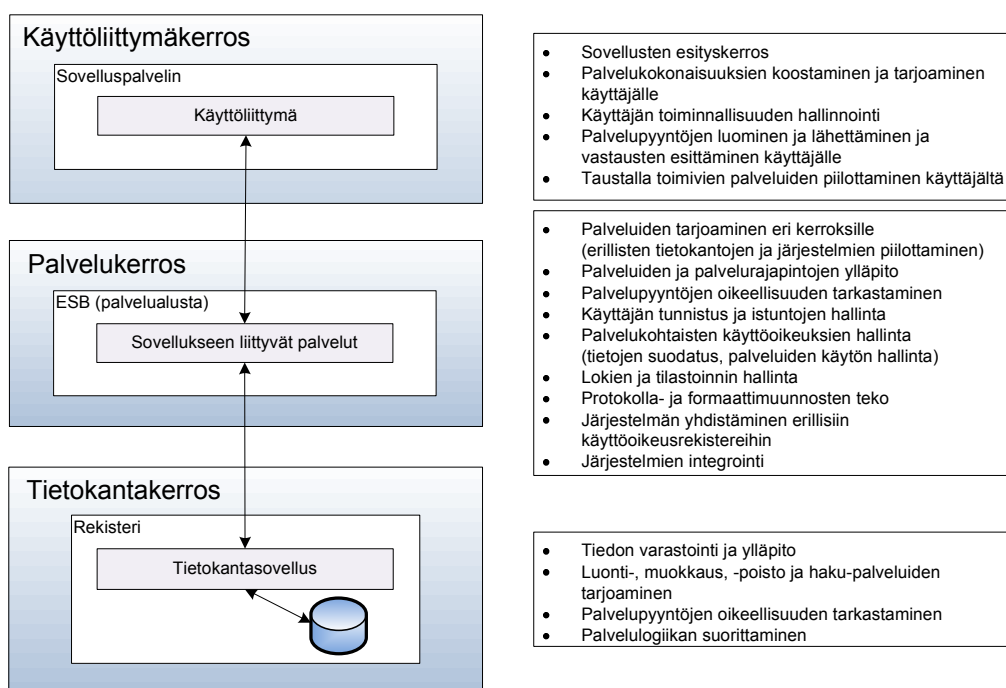 Käyttöliittymäkerros
Sovelluspalvelin
Käyttöliittymä
• Sovellusten esityskerros
• Palvelukokonaisuuksien koostaminen ja tarjoaminen
käyttäjälle
• Käyttäjän toiminnallisuuden hallinnointi
• Palvelupyyntöjen luominen ja lähettäminen ja
vastausten esittäminen käyttäjälle
• Taustalla toimivien palveluiden piilottaminen käyttäjältä
Palvelukerros
ESB (palvelualusta)
Sovellukseen liittyvät palvelut
• Palveluiden tarjoaminen eri kerroksille
(erillisten tietokantojen ja järjestelmien piilottaminen)
• Palveluiden ja palvelurajapintojen ylläpito
• Palvelupyyntöjen oikeellisuuden tarkastaminen
• Käyttäjän tunnistus ja istuntojen hallinta
• Palvelukohtaisten käyttöoikeuksien hallinta
(tietojen suodatus, palveluiden käytön hallinta)
• Lokien ja tilastoinnin hallinta
• Protokolla- ja formaattimuunnosten teko
• Järjestelmän yhdistäminen erillisiin
käyttöoikeusrekistereihin
• Järjestelmien integrointi
Tietokantakerros
Rekisteri
Tietokantasovellus
• Tiedon varastointi ja ylläpito
• Luonti-, muokkaus, -poisto ja haku-palveluiden
tarjoaminen
• Palvelupyyntöjen oikeellisuuden tarkastaminen
• Palvelulogiikan suorittaminen